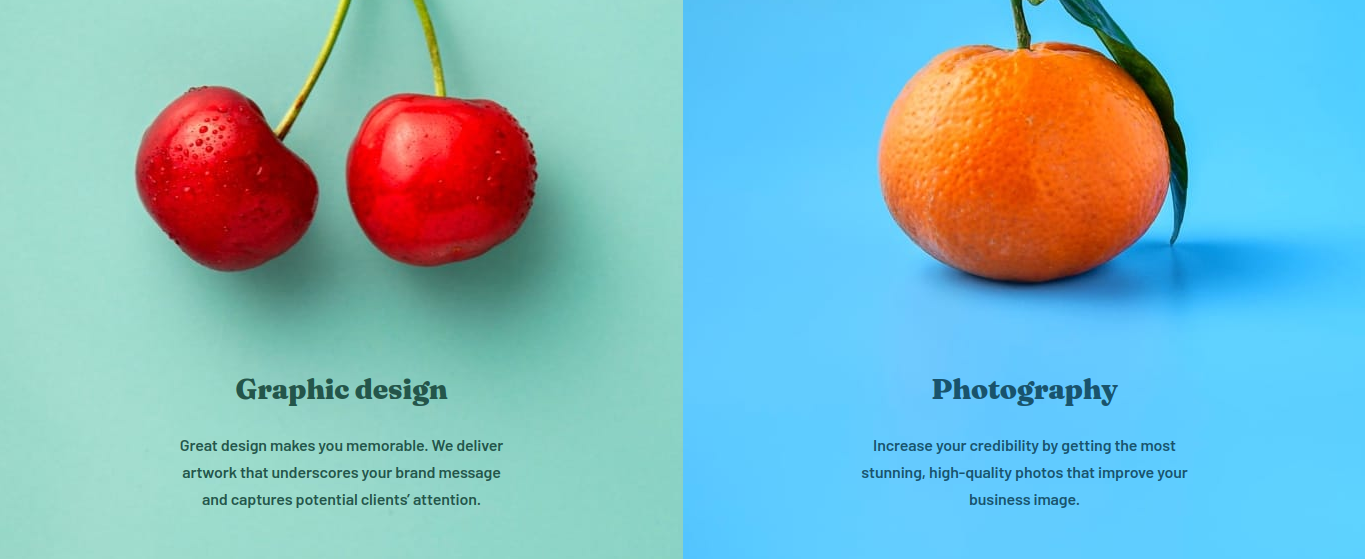 Graphic design
Great design makes you memorable. We deliver
artwork that underscores your brand message
and captures potential clients’ attention.
Photography
Increase your credibility by getting the most
stunning, high-quality photos that improve your
business image.